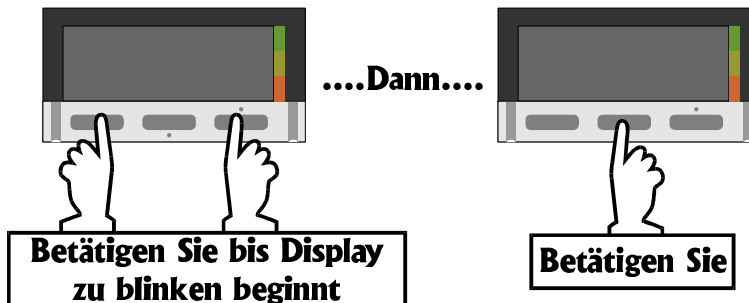 ....Dann....
Betätigen Sie bis Display
zu blinken beginnt
Betätigen Sie